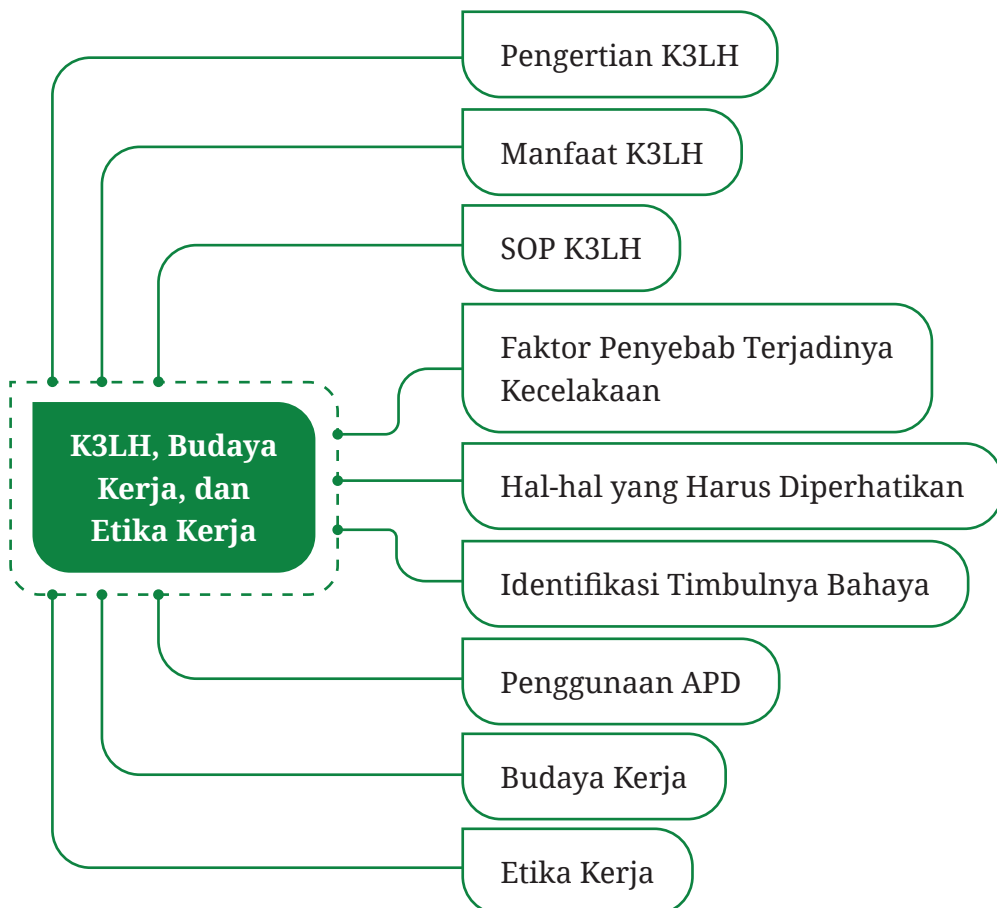 Pengertian K3LH
Manfaat K3LH
SOP K3LH
Faktor Penyebab Terjadinya
Kecelakaan
K3LH, Budaya
Kerja, dan
Etika Kerja
Hal-hal yang Harus Diperhatikan
Identifikasi Timbulnya Bahaya
Penggunaan APD
Budaya Kerja
Etika Kerja